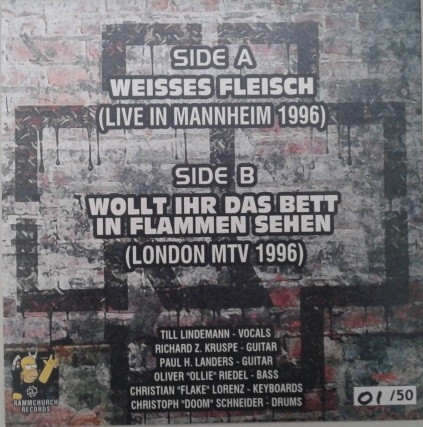 SIDE A
WEISSES FLEISCH
(LIVE IN MANNHEIM 1996)
SIDE B
WOLLT IHR DAS BETT
IN FLAMMEN SEHEN
(LONDON MTV 1996)
TILL LINDEMANN - VOCALS
RICHARD Z. KRUSPE - GUITAR
PAUL H. LANDERS - GUITAR
OLIVER "OLLIE" RIEDEL - BASS
CHRISTIAN "FLAKE" LORENZ - KEYBOARDS
CHRISTOPH "DOOM" SCHNEIDER - DRUMS
RAMMCHURCH
RECORDS
01 /50